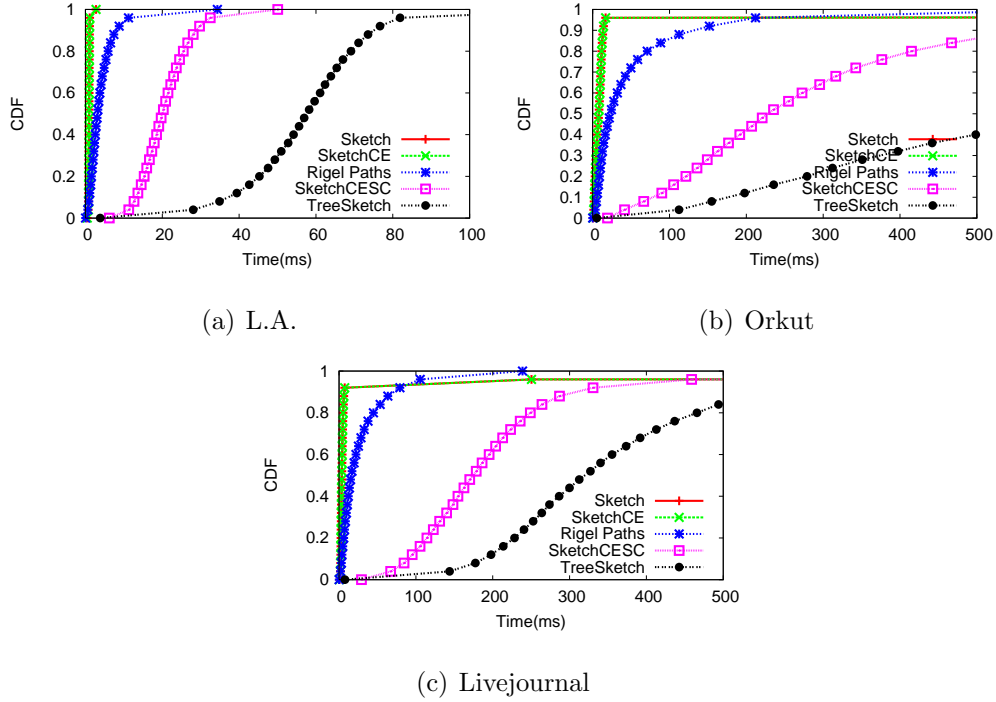 1
0.8
0.6
0.4
0.2
0
0 20 40 60 80 100
CDF
Time(ms)
Sketch
SketchCE
Rigel Paths
SketchCESC
TreeSketch
(a) L.A.
1
0.9
0.8
0.7
0.6
0.5
0.4
0.3
0.2
0.1
0
0 100 200 300 400 500
CDF
Time(ms)
Sketch
SketchCE
Rigel Paths
SketchCESC
TreeSketch
(b) Orkut
1
0.8
0.6
0.4
0.2
0
0 100 200 300 400 500
CDF
Time(ms)
Sketch
SketchCE
Rigel Paths
SketchCESC
TreeSketch
(c) Livejournal